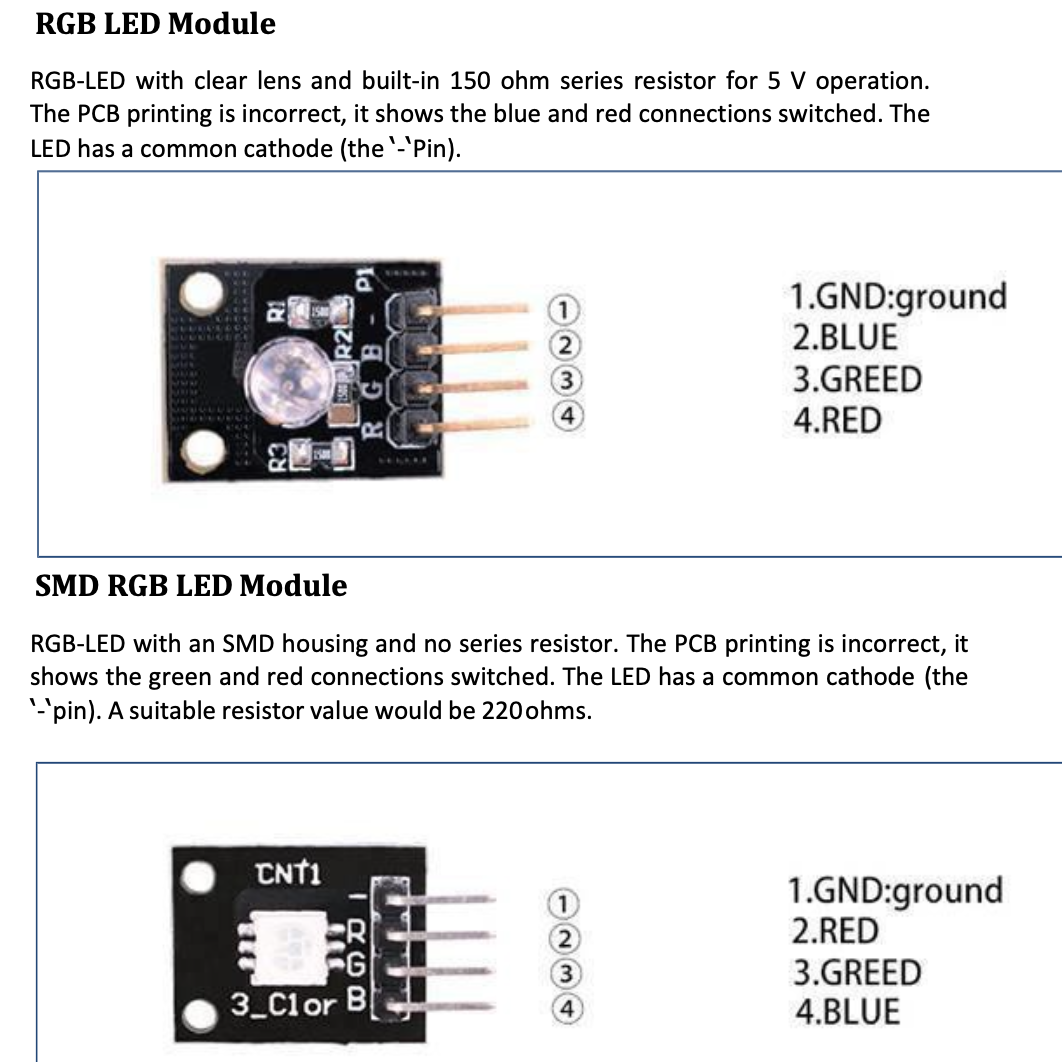 RGB LED Module
RGB-LED with clear lens and built-in 150 ohm series resistor for 5 V operation.
The PCB printing is incorrect, it shows the blue and red connections switched. The
LED has a common cathode (the‵-‵Pin).
P1
R1
R2
R3
-
B
G
R
①
②
③
④
1.GND:ground
2.BLUE
3.GREED
4.RED
SMD RGB LED Module
RGB-LED with an SMD housing and no series resistor. The PCB printing is incorrect, it
shows the green and red connections switched. The LED has a common cathode (the
‵-‵pin). A suitable resistor value would be 220ohms.
CNT1
-
R
G
3_Clor B
①
②
③
④
1.GND:ground
2.RED
3.GREED
4.BLUE